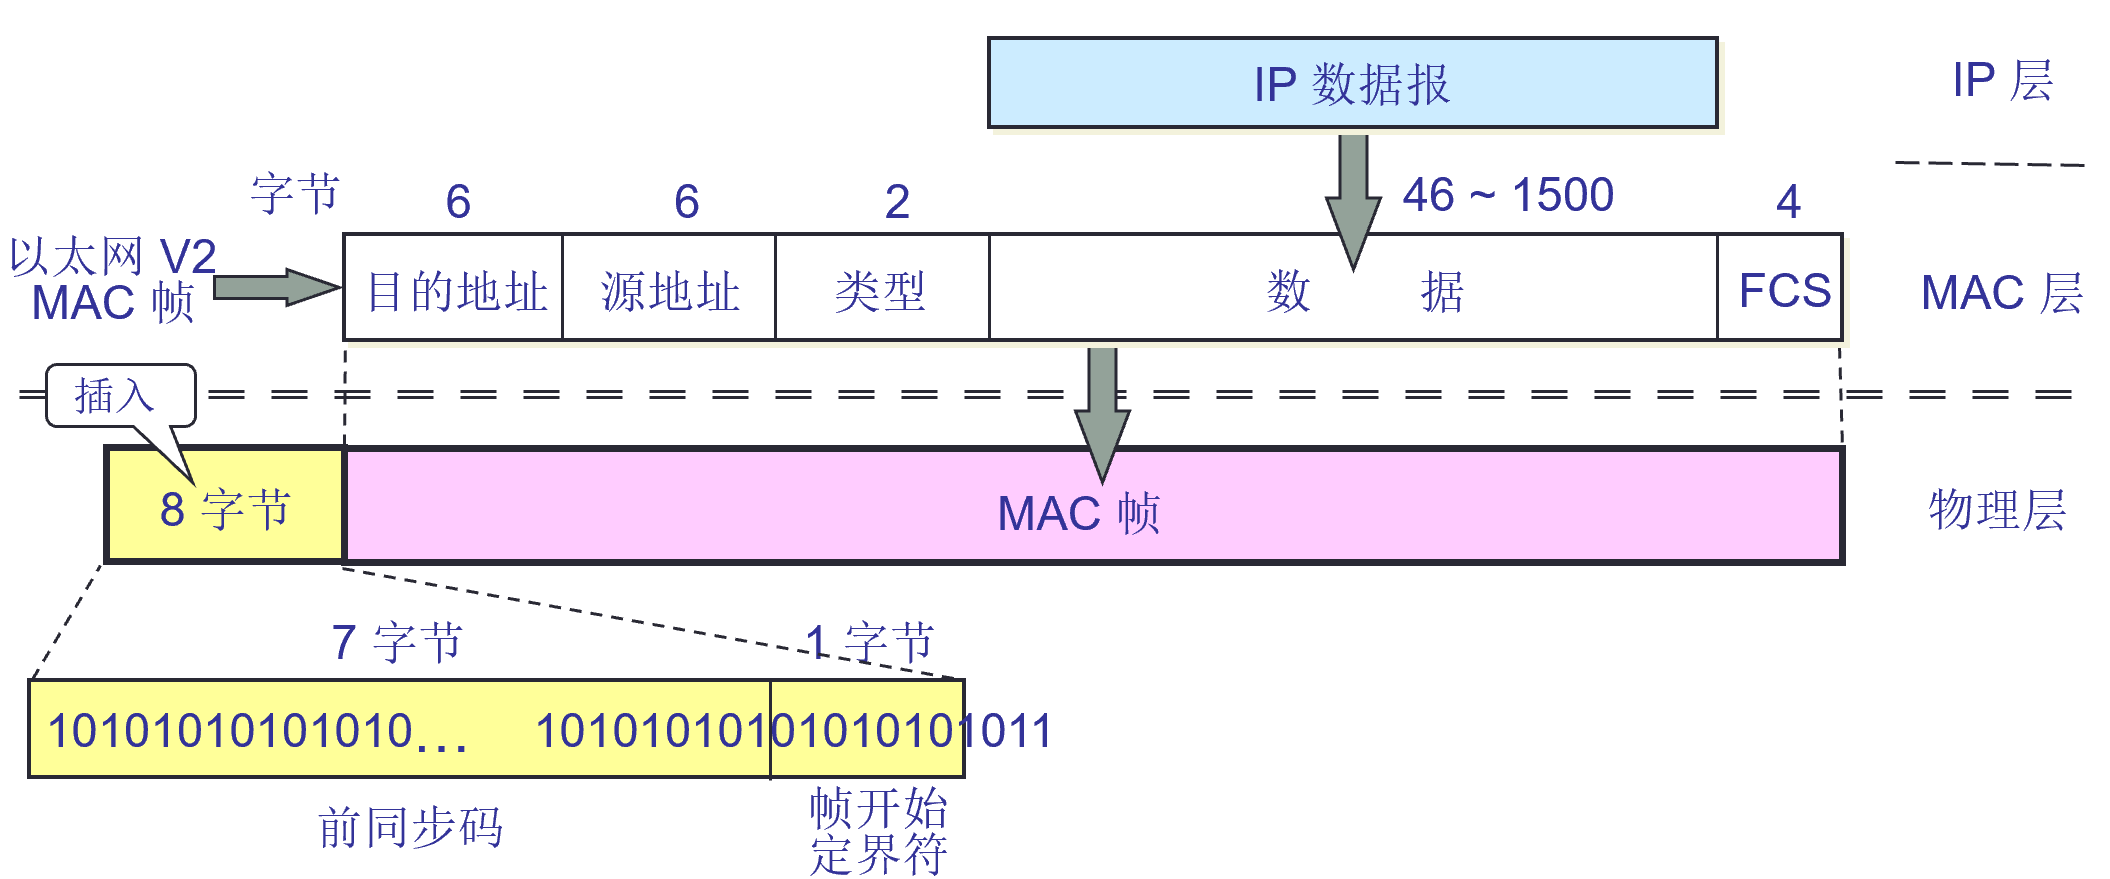 IP 数据报
IP 层
字节
6
6
2
46 ~ 1500
4
以太网 V2
MAC 帧
目的地址
源地址
类型
数 据
FCS
MAC 层
插入
8 字节
MAC 帧
物理层
7 字节
1 字节
10101010101010… 101010101010101011
前同步码
帧开始
定界符